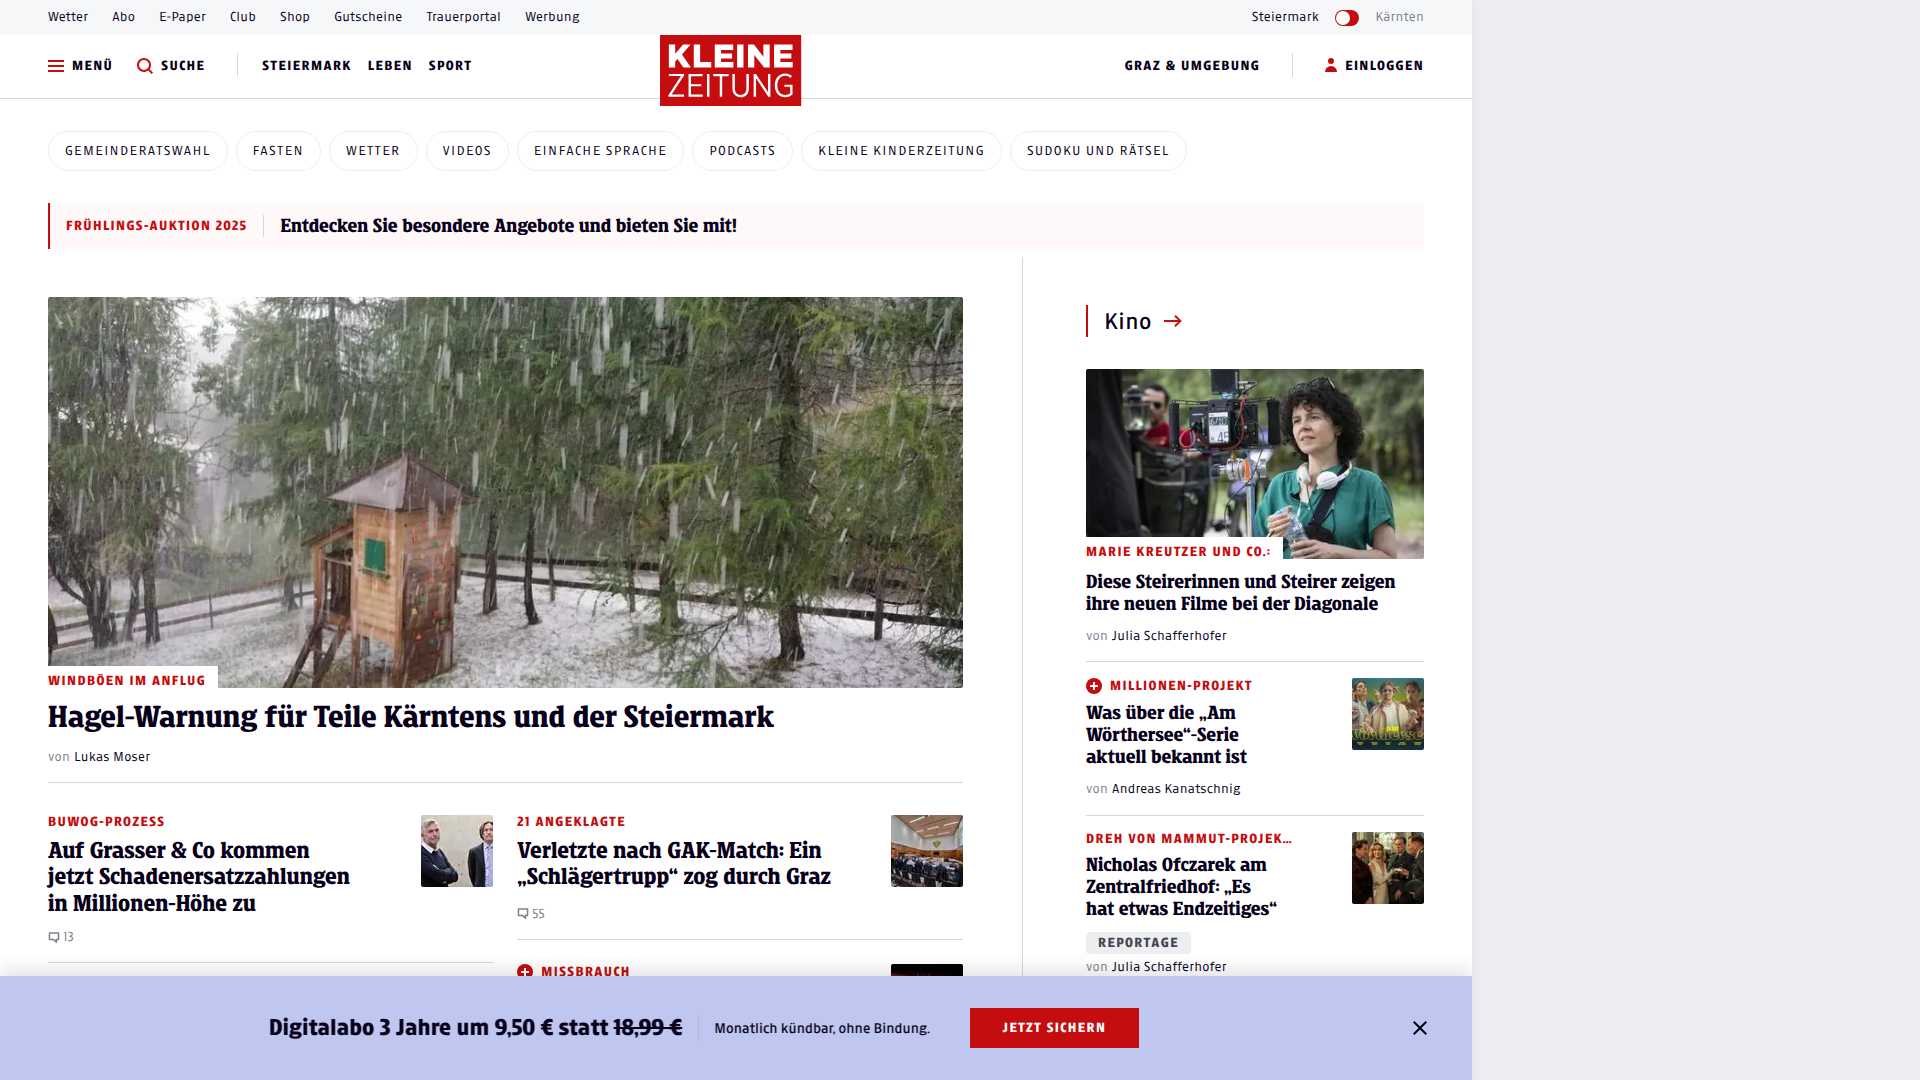 Wetter Abo E-Paper Club Shop Gutscheine Trauerportal Werbung Steiermark Kärnten
MENÜ SUCHE STEIERMARK LEBEN SPORT KLEINE ZEITUNG GRAZ & UMGEBUNG EINLOGGEN
GEMEINDERATSWAHL FASTEN WETTER VIDEOS EINFACHE SPRACHE PODCASTS KLEINE KINDERZEITUNG SUDOKU UND RÄTSEL
FRÜHLINGS-AUKTION 2025 Entdecken Sie besondere Angebote und bieten Sie mit!
WINDBÖEN IM ANFLUG
Hagel-Warnung für Teile Kärntens und der Steiermark
von Lukas Moser
BUWOG-PROZESS
Auf Grasser & Co kommen
jetzt Schadenersatzzahlungen
in Millionen-Höhe zu
13
21 ANGEKLAGTE
Verletzte nach GAK-Match: Ein
„Schlägertrupp“ zog durch Graz
55
MISSBRAUCH
Kino
MARIE KREUTZER UND CO.:
Diese Steirerinnen und Steirer zeigen
ihre neuen Filme bei der Diagonale
von Julia Schafferhofer
MILLIONEN-PROJEKT
Was über die „Am
Wörthersee“-Serie
aktuell bekannt ist
von Andreas Kanatschnig
DREH VON MAMMUT-PROJEK...
Nicholas Ofczarek am
Zentralfriedhof: „Es
hat etwas Endzeitiges“
REPORTAGE
von Julia Schafferhofer
Digitalabo 3 Jahre um 9,50 € statt 18,99 € Monatlich kündbar, ohne Bindung. JETZT SICHERN